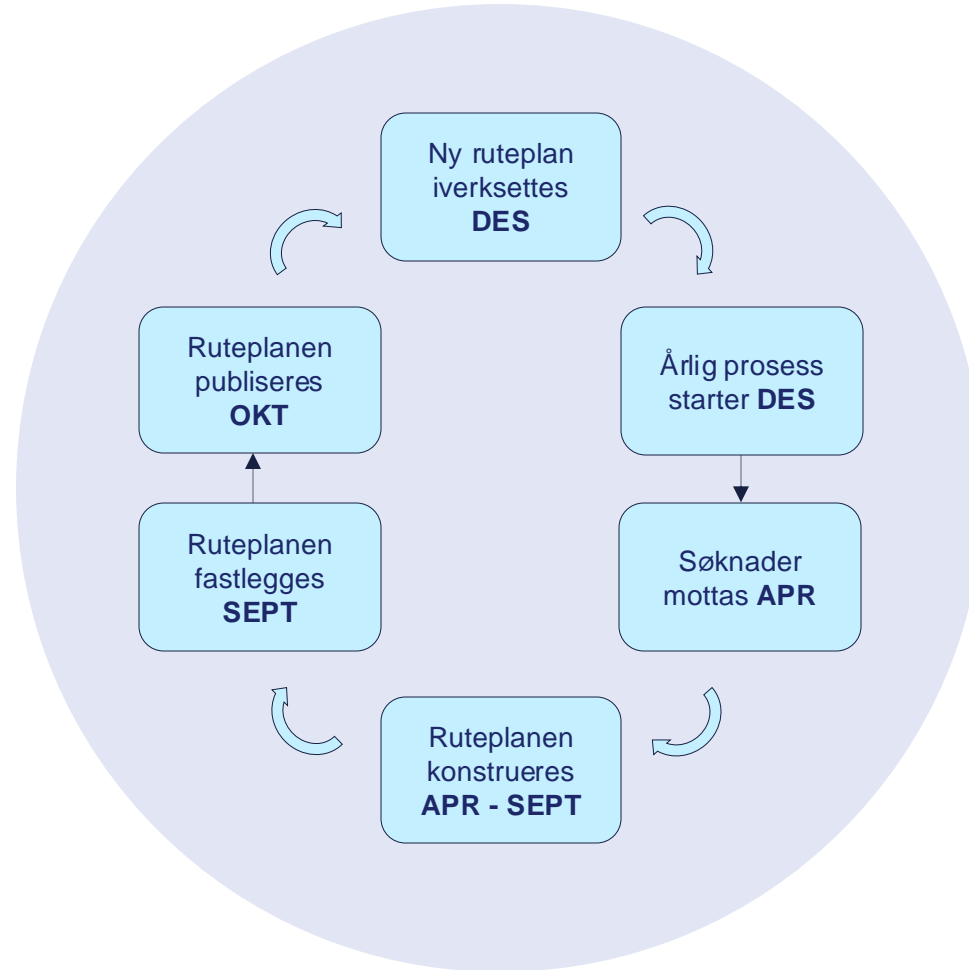 Ny ruteplan
iverksettes
DES
Årlig prosess
starter DES
Søknader
mottas APR
Ruteplanen
konstrueres
APR - SEPT
Ruteplanen
fastlegges
SEPT
Ruteplanen
publiseres
OKT